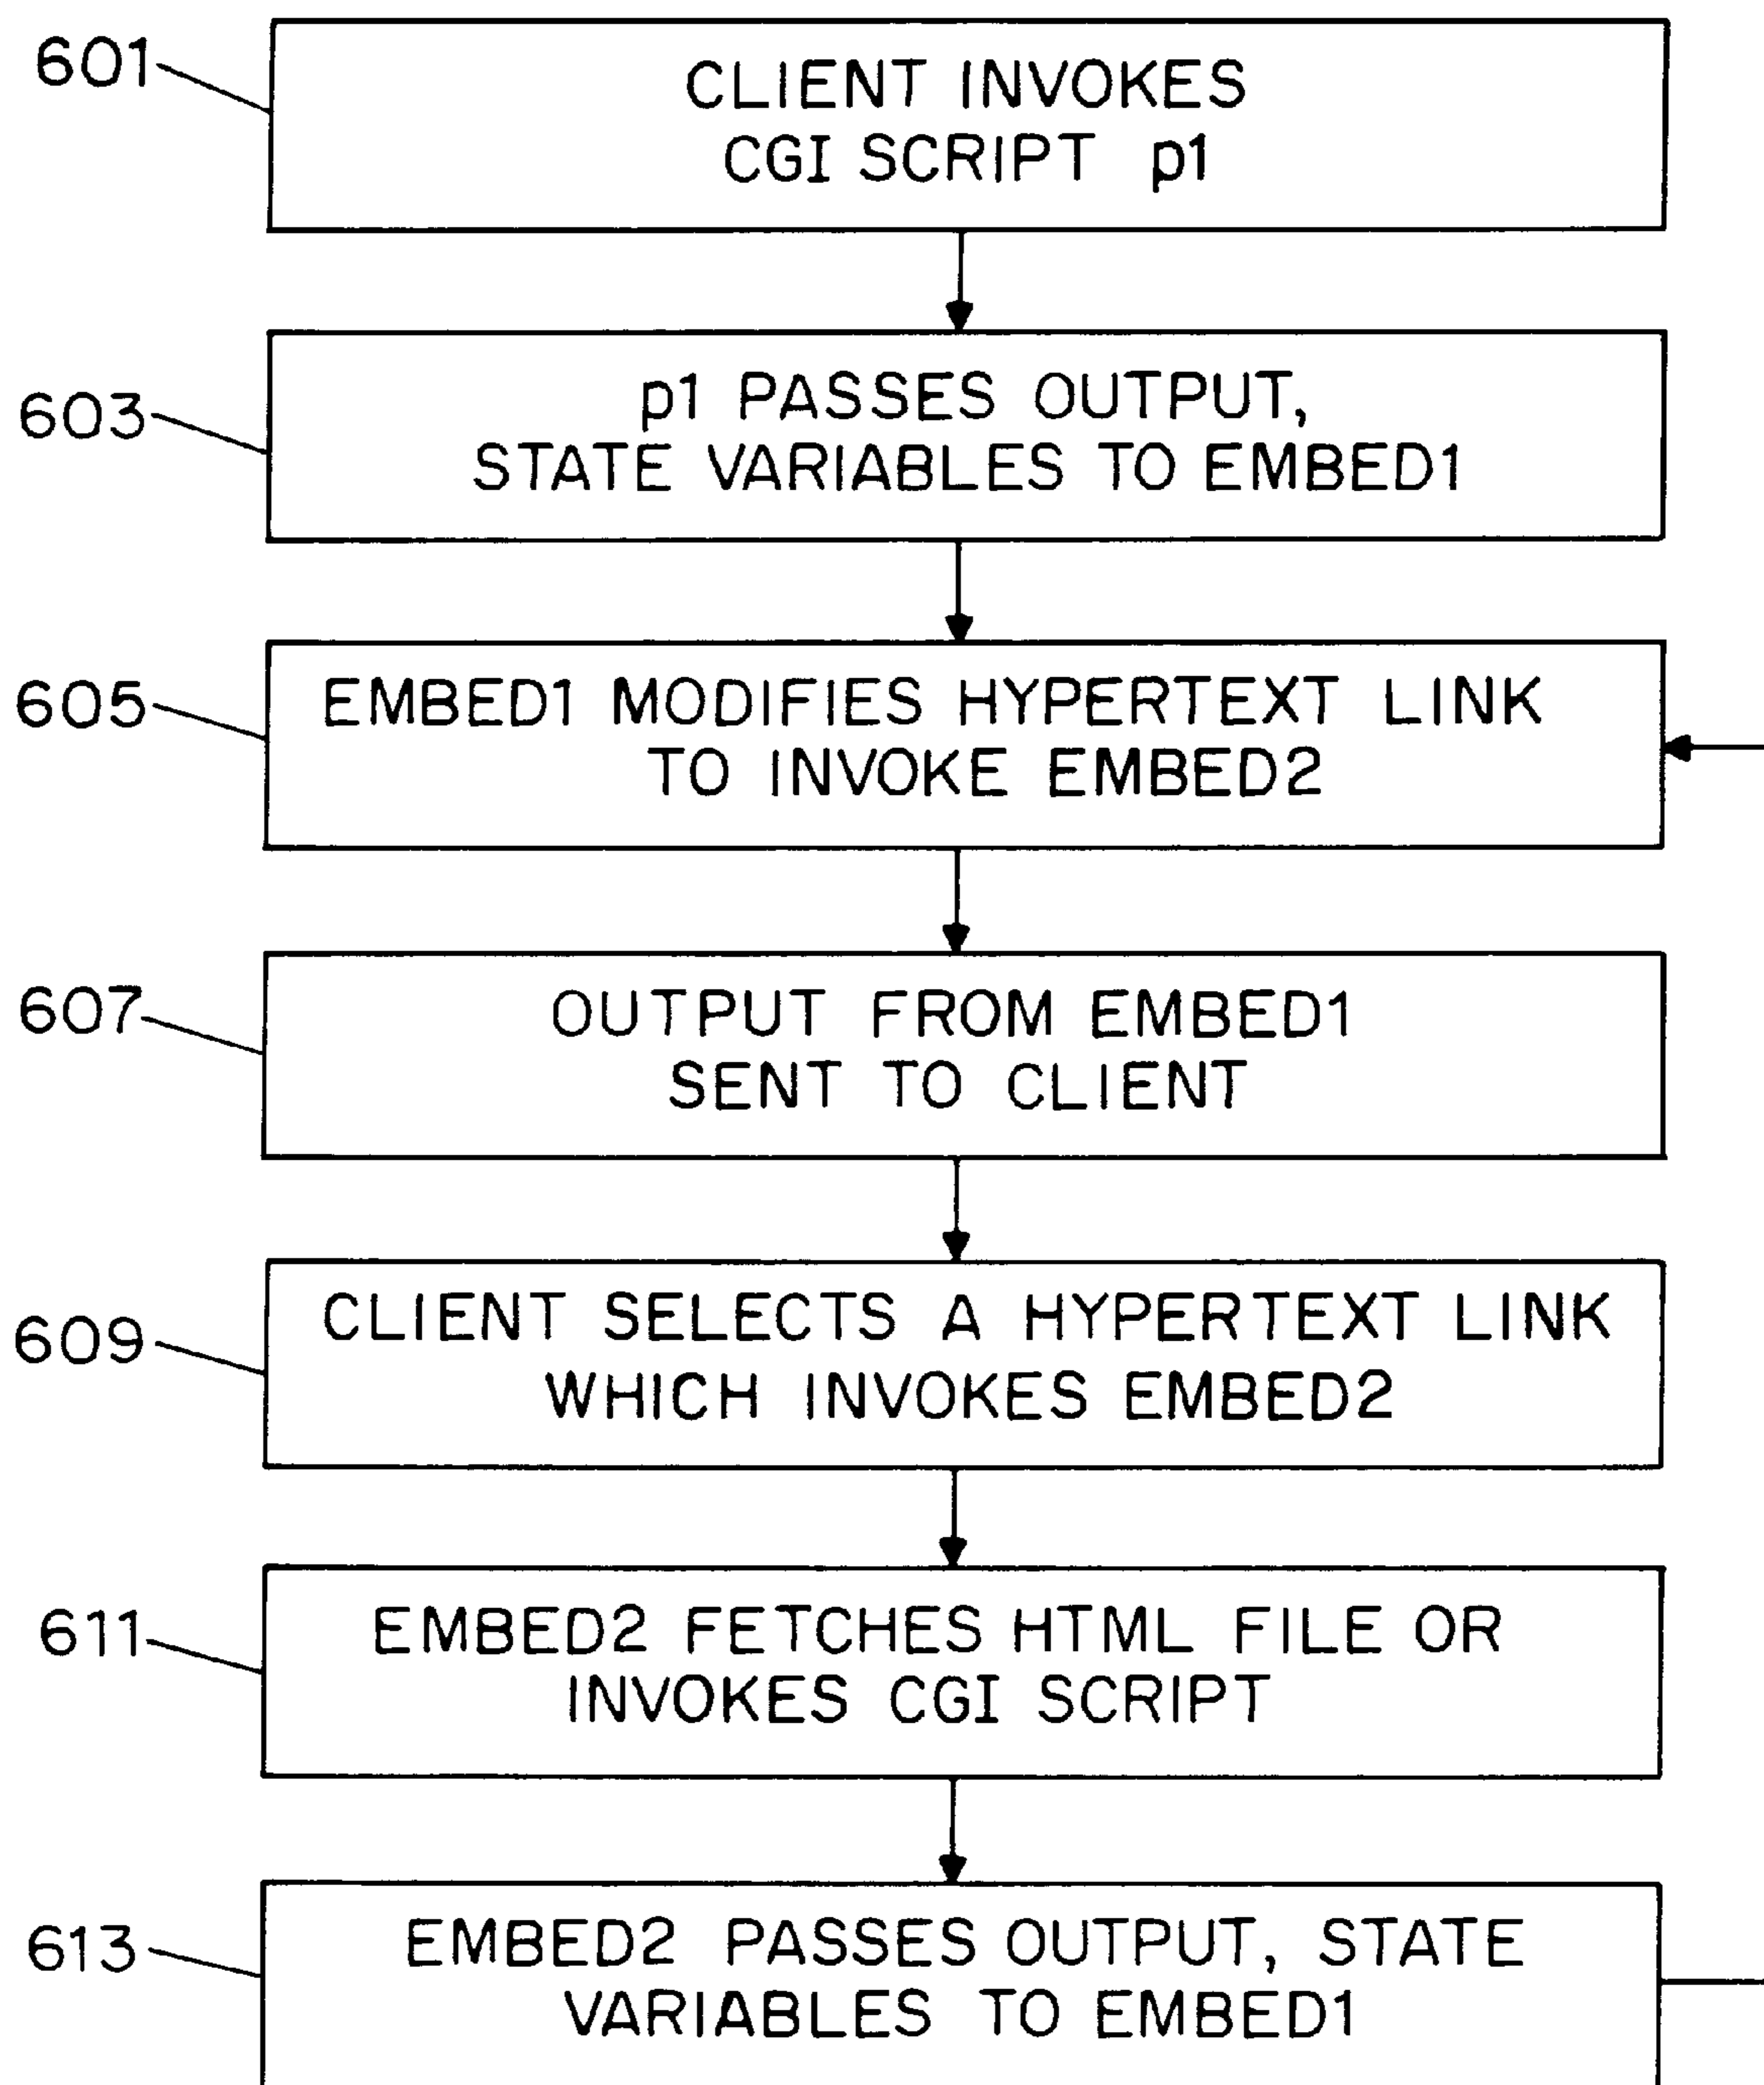 601
CLIENT INVOKES
CGI SCRIPT p1
603
p1 PASSES OUTPUT,
STATE VARIABLES TO EMBED1
605
EMBED1 MODIFIES HYPERTEXT LINK
TO INVOKE EMBED2
607
OUTPUT FROM EMBED1
SENT TO CLIENT
609
CLIENT SELECTS A HYPERTEXT LINK
WHICH INVOKES EMBED2
611
EMBED2 FETCHES HTML FILE OR
INVOKES CGI SCRIPT
613
EMBED2 PASSES OUTPUT, STATE
VARIABLES TO EMBED1